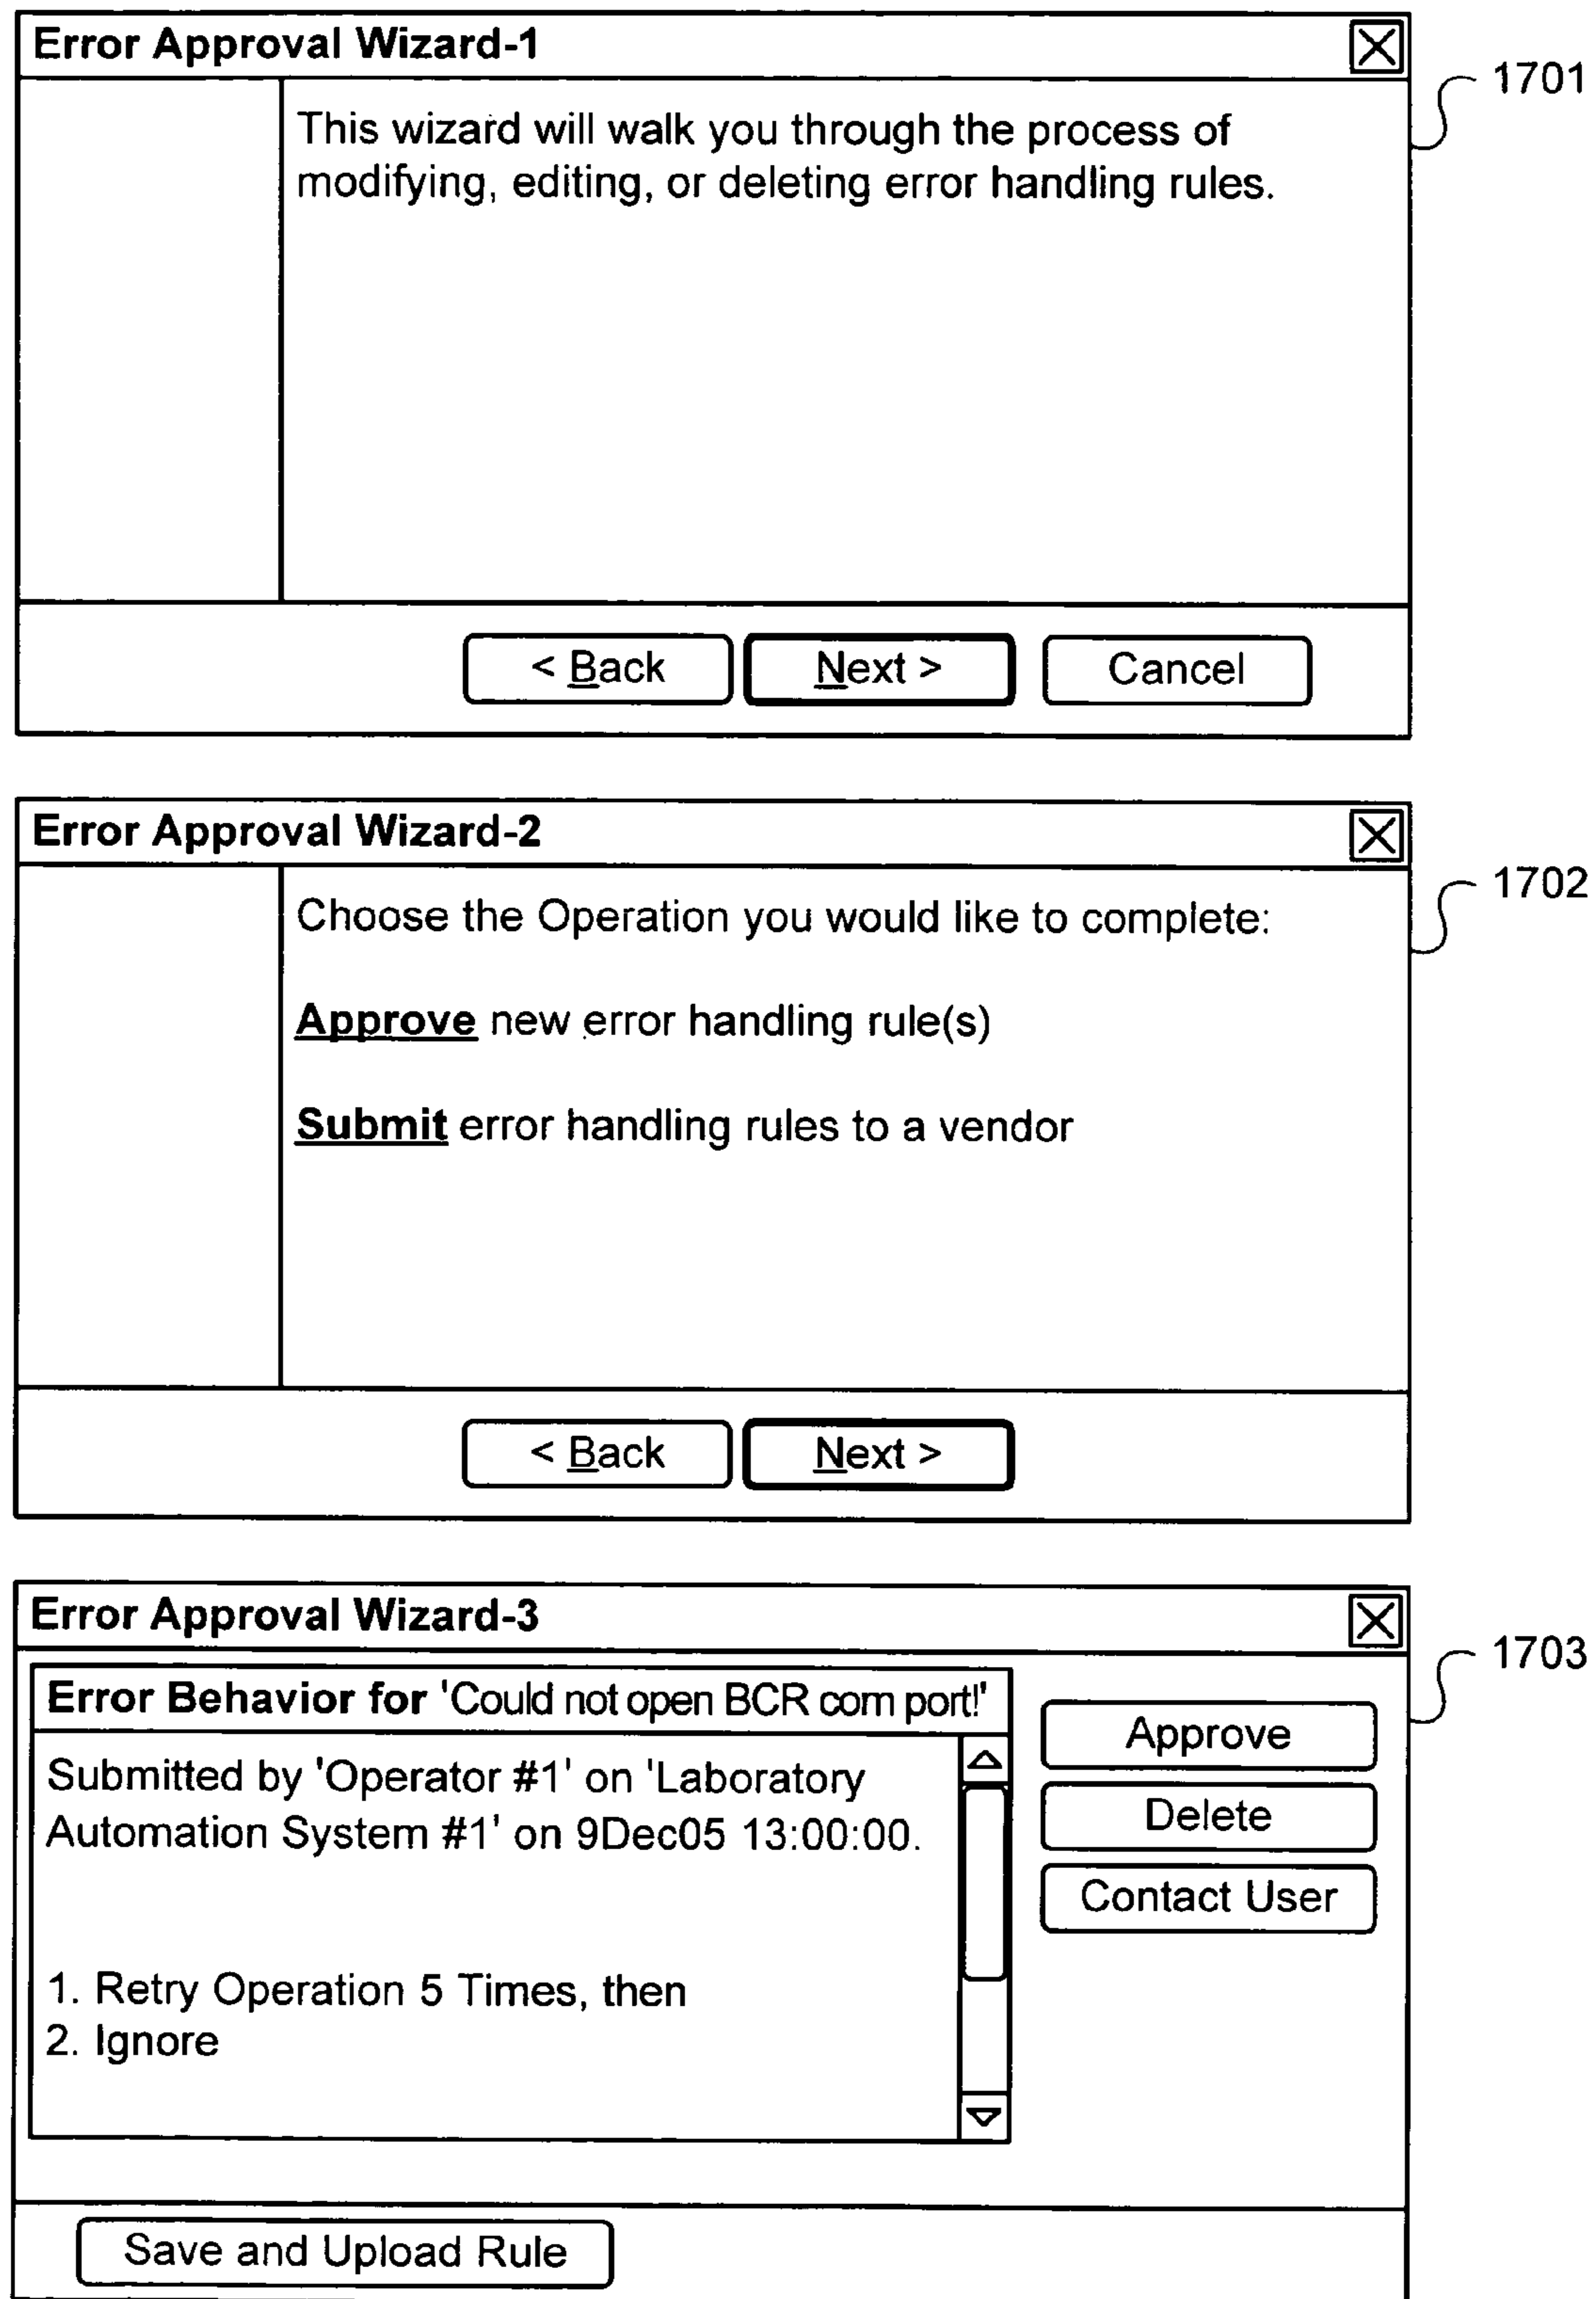 Error Approval Wizard-1
1701
This wizard will walk you through the process of
modifying, editing, or deleting error handling rules.
< Back
Next >
Cancel
Error Approval Wizard-2
1702
Choose the Operation you would like to complete:
Approve new error handling rule(s)
Submit error handling rules to a vendor
< Back
Next >
Error Approval Wizard-3
1703
Error Behavior for 'Could not open BCR com port!'
Submitted by 'Operator #1' on 'Laboratory
Automation System #1' on 9Dec05 13:00:00.
1. Retry Operation 5 Times, then
2. Ignore
Approve
Delete
Contact User
Save and Upload Rule